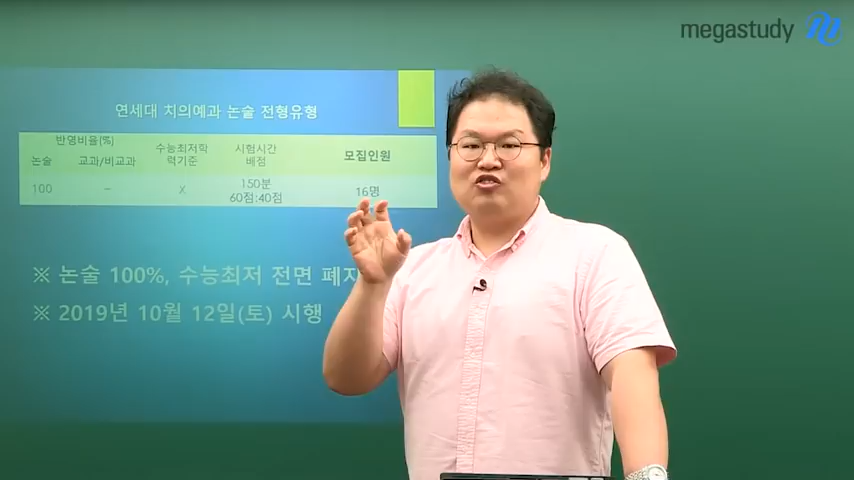 megastudy
연세대 치의예과 논술 전형유형
반영비율(%)
논술 교과/비교과
수능최저학
력기준
시험시간
배점
모집인원
100 - X
150분
60점:40점
16명
※ 논술 100%, 수능최저 전면
※ 2019년 10월 12일(토) 시행